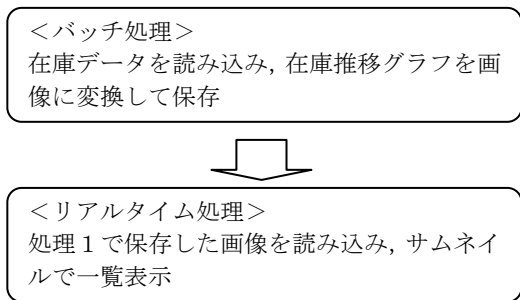 ＜バッチ処理＞
在庫データを読み込み, 在庫推移グラフを画
像に変換して保存
＜リアルタイム処理＞
処理１で保存した画像を読み込み, サムネイ
ルで一覧表示